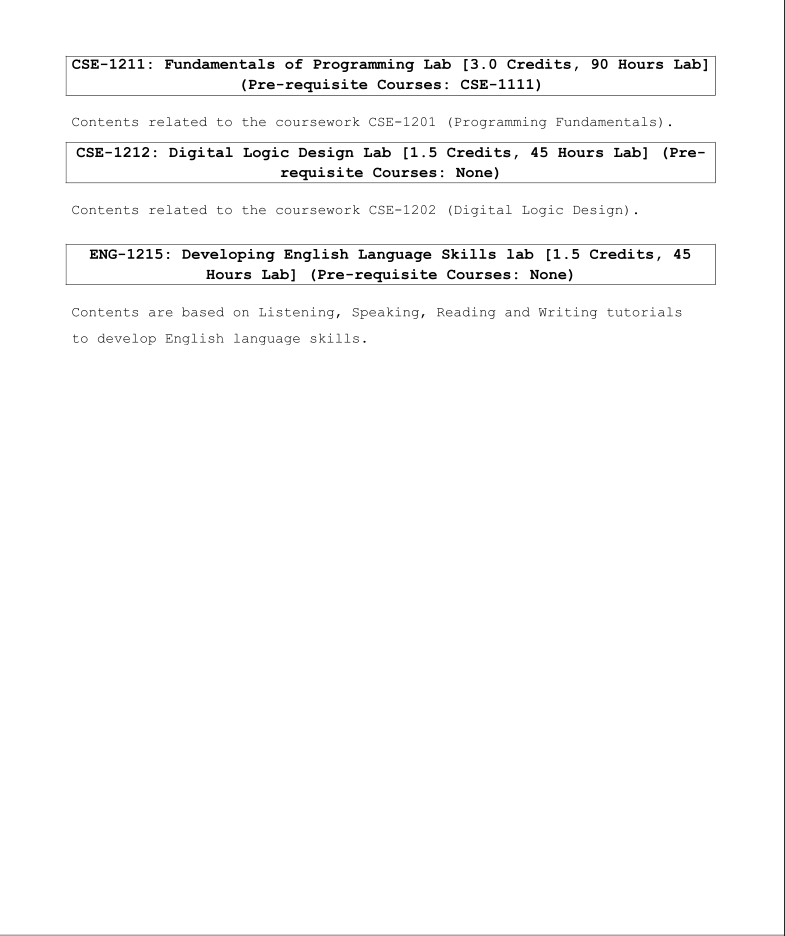 CSE-1211: Fundamentals of Programming Lab [3.0 Credits, 90 Hours Lab]
(Pre-requisite Courses: CSE-1111)
Contents related to the coursework CSE-1201 (Programming Fundamentals).
CSE-1212: Digital Logic Design Lab [1.5 Credits, 45 Hours Lab] (Pre-
requisite Courses: None)
Contents related to the coursework CSE-1202 (Digital Logic Design).
ENG-1215: Developing English Language Skills lab [1.5 Credits, 45
Hours Lab] (Pre-requisite Courses: None)
Contents are based on Listening, Speaking, Reading and Writing tutorials
to develop English language skills.